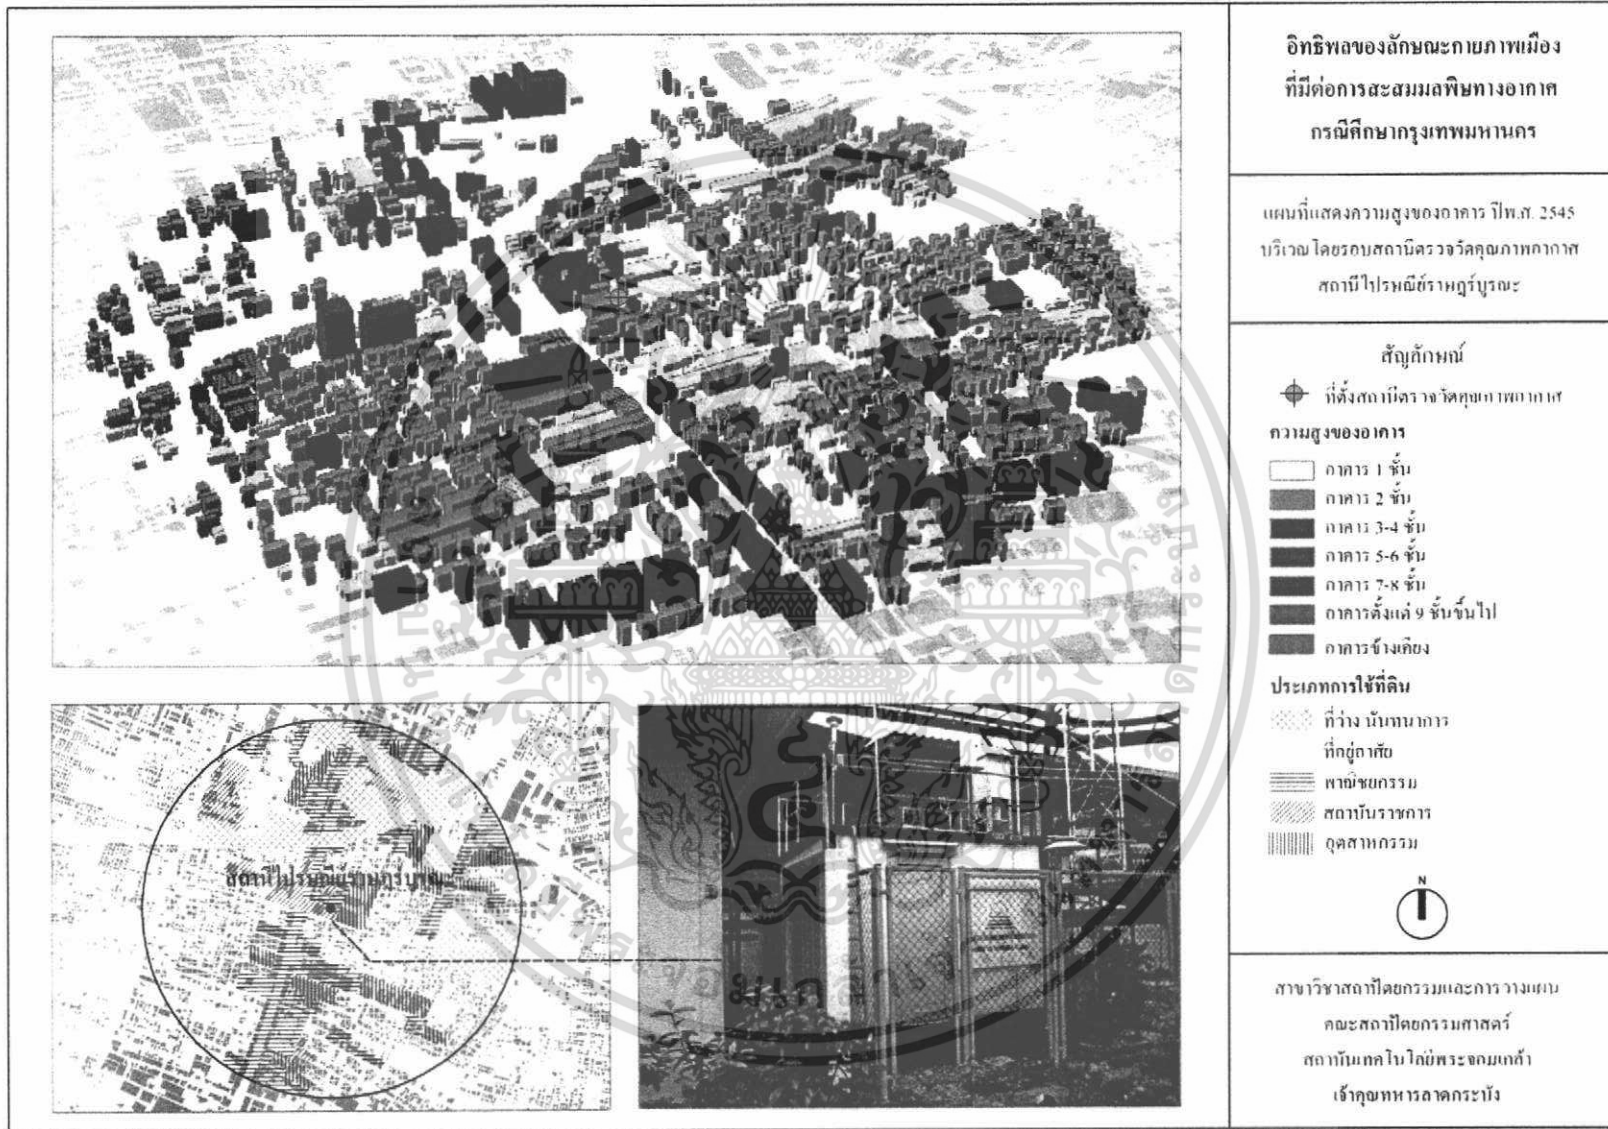 อิทธิพลของลักษณะกายภาพเมือง
ที่มีต่อการสะสมมลพิษทางอากาศ
กรณีศึกษากรุงเทพมหานคร
แผนที่แสดงความสูงของอาคาร ปีพ.ศ. 2545
บริเวณโดยรอบสถานีตรวจวัดคุณภาพอากาศ
สถานีไปรษณีย์ราษฎร์บูรณะ
สัญลักษณ์
ที่ตั้งสถานีตรวจวัดคุณภาพอากาศ
ความสูงของอาคาร
อาคาร 1 ชั้น
อาคาร 2 ชั้น
อาคาร 3-4 ชั้น
อาคาร 5-6 ชั้น
อาคาร 7-8 ชั้น
อาคารตั้งแต่ 9 ชั้นขึ้นไป
อาคารข้างเคียง
ประเภทการใช้ที่ดิน
ที่ว่าง นันทนาการ
ที่อยู่อาศัย
พาณิชยกรรม
สถาบันราชการ
อุตสาหกรรม
N
สาขาวิชาสถาปัตยกรรมและการวางแผน
คณะสถาปัตยกรรมศาสตร์
สถาบันเทคโนโลยีพระจอมเกล้า
เจ้าคุณทหารลาดกระบัง
สถานีไปรษณีย์ราษฎร์บูรณะ